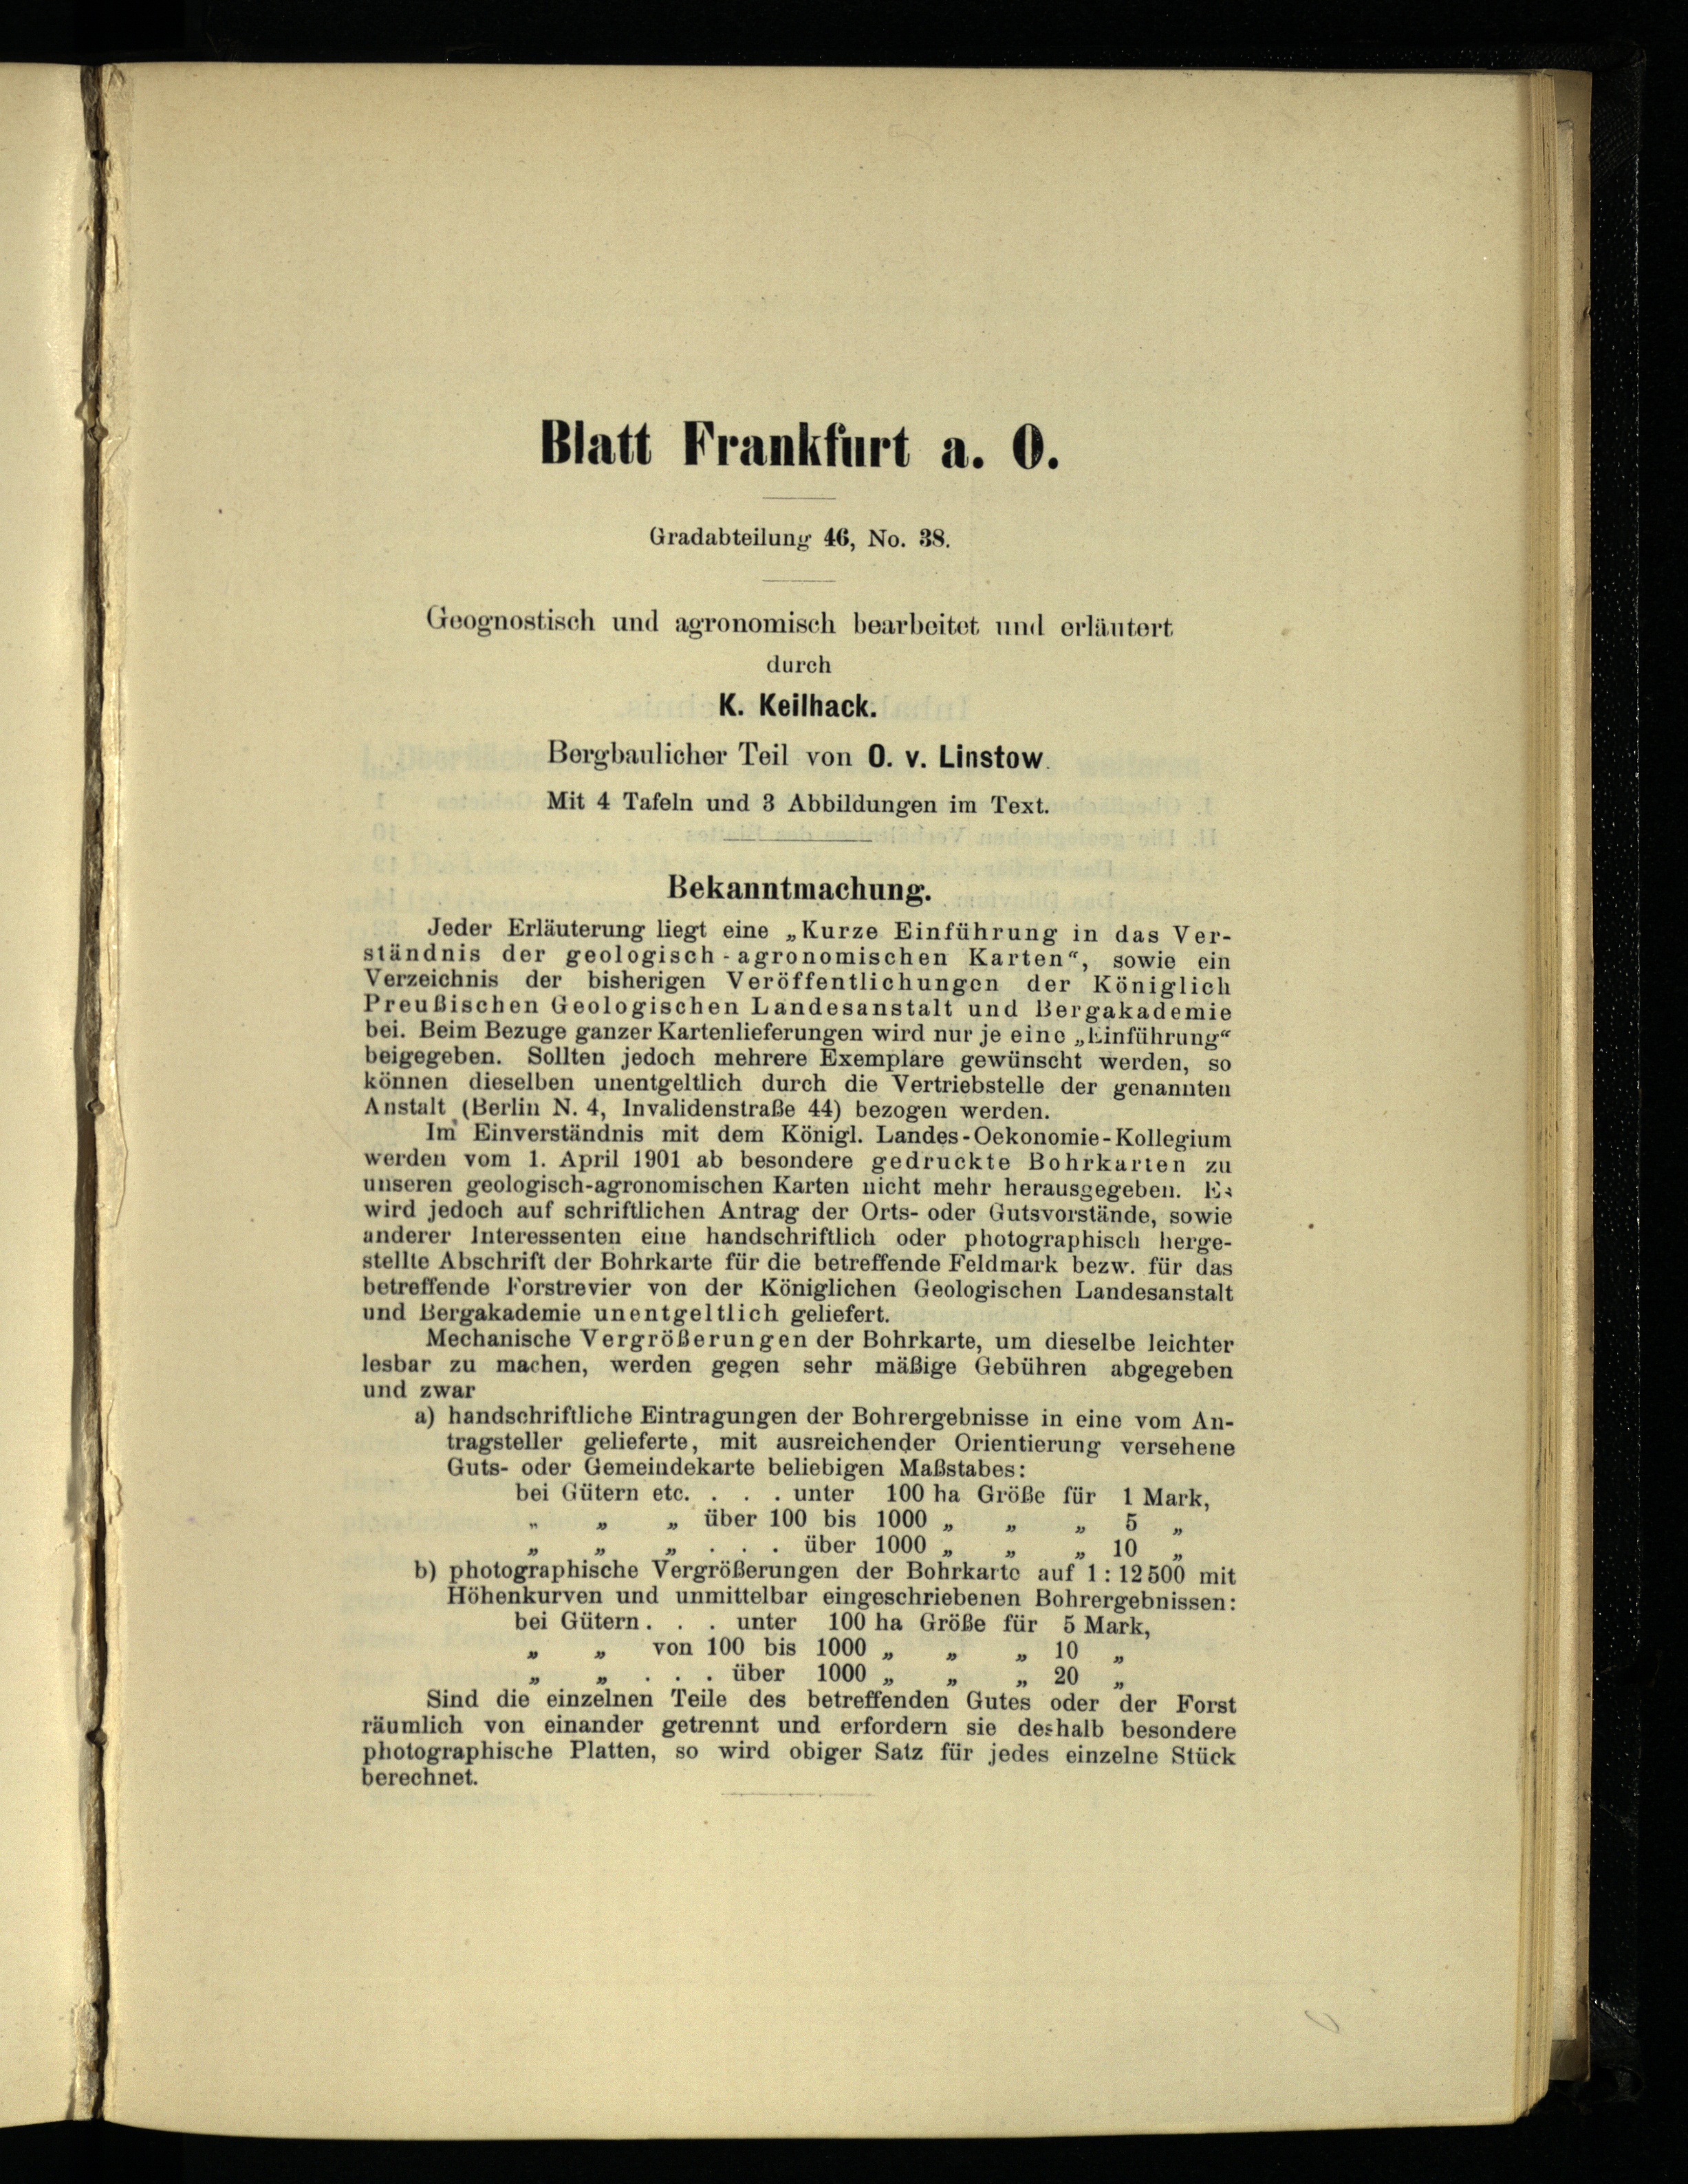 Blatt Frankfurt a. O.
Gradabteilung 46, No. 38.
Geognostisch und agronomisch bearbeitet und erläutert
durch
K. Keilhack.
Bergbaulicher Teil von O. v. Linstow.
Mit 4 Tafeln und 3 Abbildungen im Text.
Bekanntmachung.
Jeder Erläuterung liegt eine „Kurze Einführung in das Ver-
ständnis der geologisch-agronomischen Karten“, sowie ein
Verzeichnis der bisherigen Veröffentlichungen der Königlich
Preußischen Geologischen Landesanstalt und Bergakademie
bei. Beim Bezuge ganzer Kartenlieferungen wird nur je eine „Einführung“
beigegeben. Sollten jedoch mehrere Exemplare gewünscht werden, so
können dieselben unentgeltlich durch die Vertriebstelle der genannten
Anstalt (Berlin N. 4, Invalidenstraße 44) bezogen werden.
Im Einverständnis mit dem Königl. Landes-Oekonomie-Kollegium
werden vom 1. April 1901 ab besondere gedruckte Bohrkarten zu
unseren geologisch-agronomischen Karten nicht mehr herausgegeben. Es
wird jedoch auf schriftlichen Antrag der Orts- oder Gutsvorstände, sowie
anderer Interessenten eine handschriftlich oder photographisch herge-
stellte Abschrift der Bohrkarte für die betreffende Feldmark bezw. für das
betreffende Forstrevier von der Königlichen Geologischen Landesanstalt
und Bergakademie unentgeltlich geliefert.
Mechanische Vergrößerungen der Bohrkarte, um dieselbe leichter
lesbar zu machen, werden gegen sehr mäßige Gebühren abgegeben
und zwar
a) handschriftliche Eintragungen der Bohrergebnisse in eine vom An-
tragsteller gelieferte, mit ausreichender Orientierung versehene
Guts- oder Gemeindekarte beliebigen Maßstabes:
bei Gütern etc. . . . unter 100 ha Größe für 1 Mark,
„ „ „ über 100 bis 1000 „ „ „ 5 „
„ „ „ . . . über 1000 „ „ „ 10 „
b) photographische Vergrößerungen der Bohrkarte auf 1 : 12500 mit
Höhenkurven und unmittelbar eingeschriebenen Bohrergebnissen:
bei Gütern . . . unter 100 ha Größe für 5 Mark,
„ „ von 100 bis 1000 „ „ „ 10 „
„ „ . . . über 1000 „ „ „ 20 „
Sind die einzelnen Teile des betreffenden Gutes oder der Forst
räumlich von einander getrennt und erfordern sie deshalb besondere
photographische Platten, so wird obiger Satz für jedes einzelne Stück
berechnet.